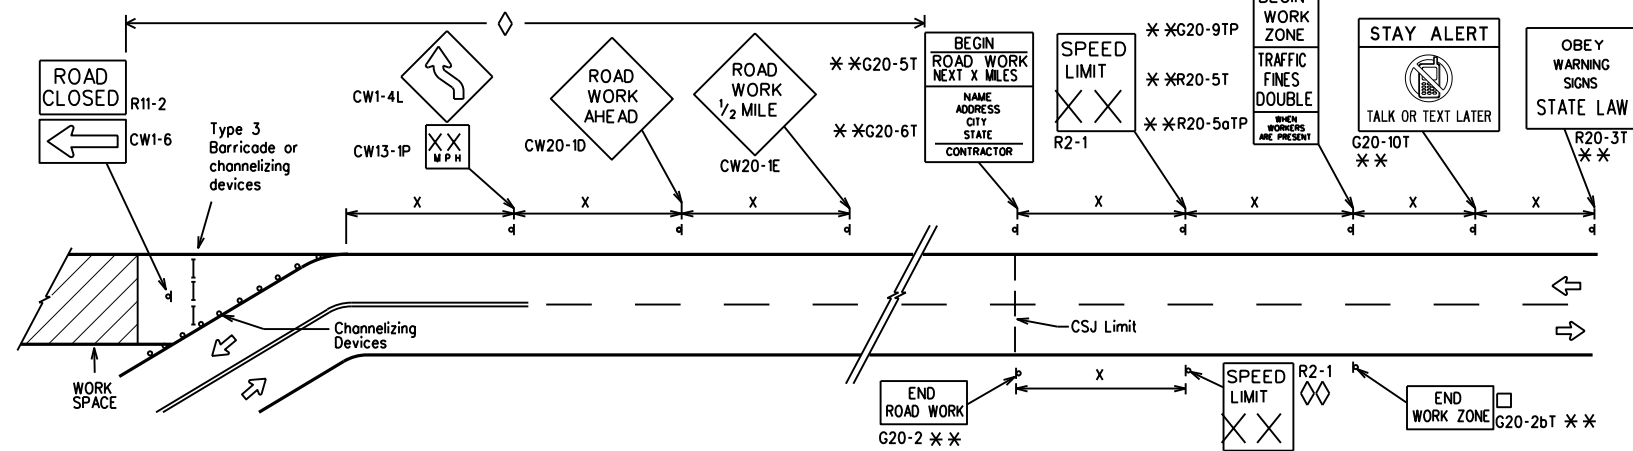 ROAD
CLOSED
R11-2
CW1-6
Type 3
Barricade or
channelizing
devices
CW1-4L
XX
MPH
CW13-1P
ROAD
WORK
AHEAD
CW20-1D
ROAD
WORK
1/2 MILE
CW20-1E
**G20-5T
BEGIN
ROAD WORK
NEXT X MILES
**G20-6T
NAME
ADDRESS
CITY
STATE
CONTRACTOR
SPEED
LIMIT
XX
R2-1
**G20-9TP
BEGIN
WORK
ZONE
**R20-5T
TRAFFIC
FINES
DOUBLE
**R20-5aTP
WHEN
WORKERS
ARE PRESENT
STAY ALERT
TALK OR TEXT LATER
G20-10T
**
OBEY
WARNING
SIGNS
STATE LAW
R20-3T
**
X
X
X
X
X
X
X
Channelizing
Devices
CSJ Limit
WORK
SPACE
END
ROAD WORK
G20-2 **
X
SPEED
LIMIT
XX
R2-1
END
WORK ZONE
G20-2bT **